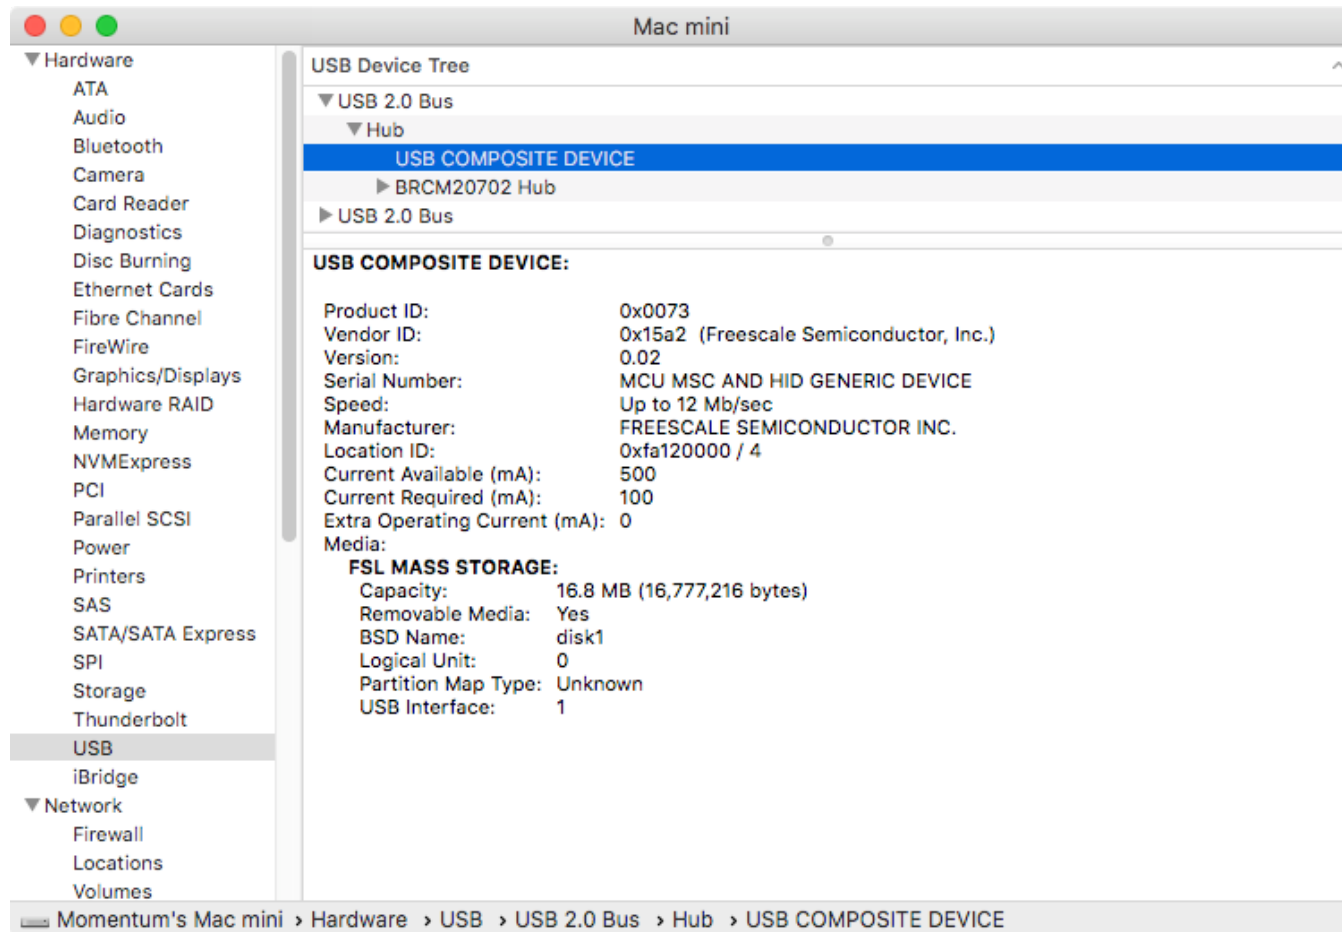 Mac mini
Hardware
ATA
Audio
Bluetooth
Camera
Card Reader
Diagnostics
Disc Burning
Ethernet Cards
Fibre Channel
FireWire
Graphics/Displays
Hardware RAID
Memory
NVMExpress
PCI
Parallel SCSI
Power
Printers
SAS
SATA/SATA Express
SPI
Storage
Thunderbolt
USB
iBridge
Network
Firewall
Locations
Volumes
USB Device Tree
USB 2.0 Bus
Hub
USB COMPOSITE DEVICE
BRCM20702 Hub
USB 2.0 Bus
USB COMPOSITE DEVICE:
Product ID: 0x0073
Vendor ID: 0x15a2 (Freescale Semiconductor, Inc.)
Version: 0.02
Serial Number: MCU MSC AND HID GENERIC DEVICE
Speed: Up to 12 Mb/sec
Manufacturer: FREESCALE SEMICONDUCTOR INC.
Location ID: 0xfa120000 / 4
Current Available (mA): 500
Current Required (mA): 100
Extra Operating Current (mA): 0
Media:
FSL MASS STORAGE:
Capacity: 16.8 MB (16,777,216 bytes)
Removable Media: Yes
BSD Name: disk1
Logical Unit: 0
Partition Map Type: Unknown
USB Interface: 1
Momentum's Mac mini › Hardware › USB › USB 2.0 Bus › Hub › USB COMPOSITE DEVICE